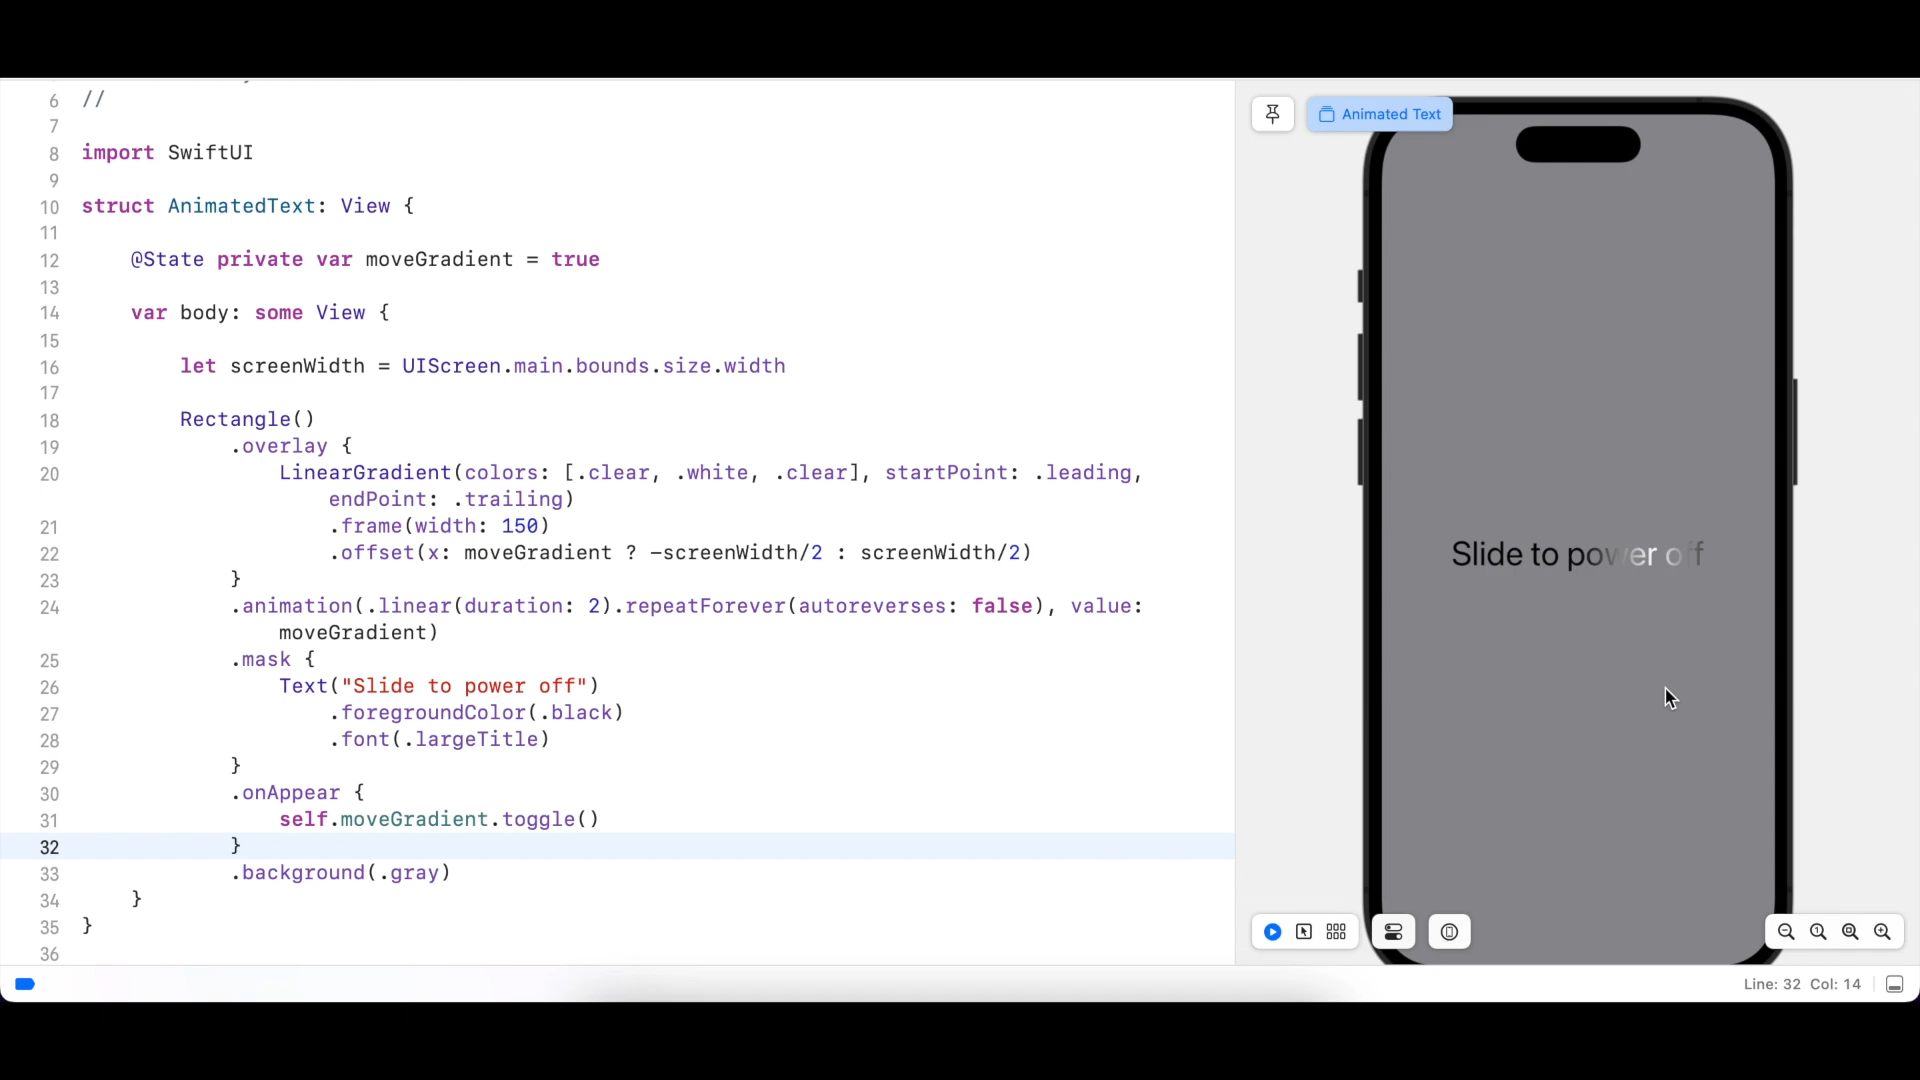 6 //
7
8 import SwiftUI
9
10 struct AnimatedText: View {
11
12 @State private var moveGradient = true
13
14 var body: some View {
15
16 let screenWidth = UIScreen.main.bounds.size.width
17
18 Rectangle()
19 .overlay {
20 LinearGradient(colors: [.clear, .white, .clear], startPoint: .leading,
endPoint: .trailing)
21 .frame(width: 150)
22 .offset(x: moveGradient ? -screenWidth/2 : screenWidth/2)
23 }
24 .animation(.linear(duration: 2).repeatForever(autoreverses: false), value:
moveGradient)
25 .mask {
26 Text("Slide to power off")
27 .foregroundColor(.black)
28 .font(.largeTitle)
29 }
30 .onAppear {
31 self.moveGradient.toggle()
32 }
33 .background(.gray)
34 }
35 }
36
Animated Text
Slide to power off
Line: 32 Col: 14